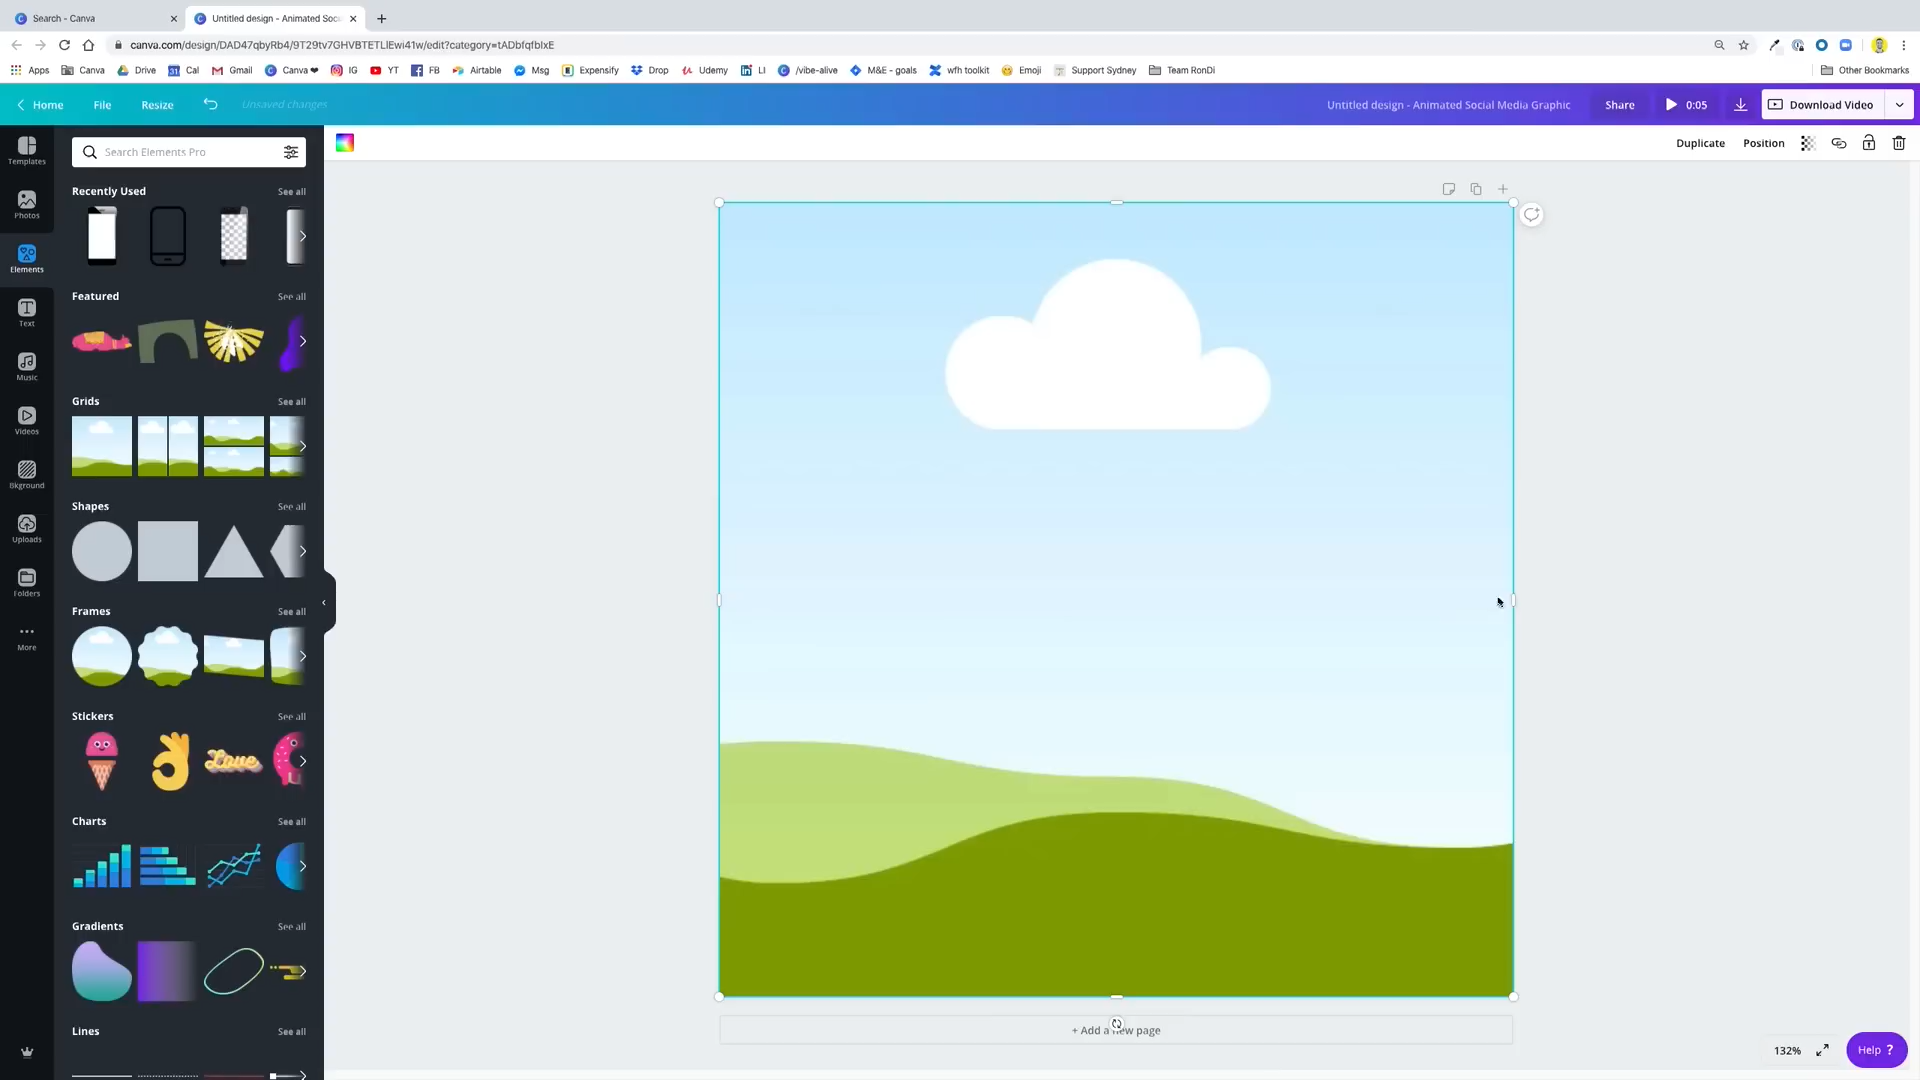 Search - Canva
Untitled design - Animated Soci
canva.com/design/DAD47qbyRb4/9T29tv7GHVBTETLlEwi41w/edit?category=tADbfqfblxE
Apps
Canva
Drive
Cal
Gmail
Canva ❤
IG
YT
FB
Airtable
Msg
Expensify
Drop
Udemy
LI
/vibe-alive
M&E - goals
wfh toolkit
Emoji
Support Sydney
Team RonDi
Other Bookmarks
Home
File
Resize
Unsaved changes
Untitled design - Animated Social Media Graphic
Share
0:05
Download Video
Templates
Photos
Elements
Text
Music
Videos
Bkground
Uploads
Folders
More
Search Elements Pro
Recently Used
See all
Featured
See all
Grids
See all
Shapes
See all
Frames
See all
Stickers
See all
Love
Charts
See all
Gradients
See all
Lines
See all
Duplicate
Position
+ Add a new page
132%
Help ?